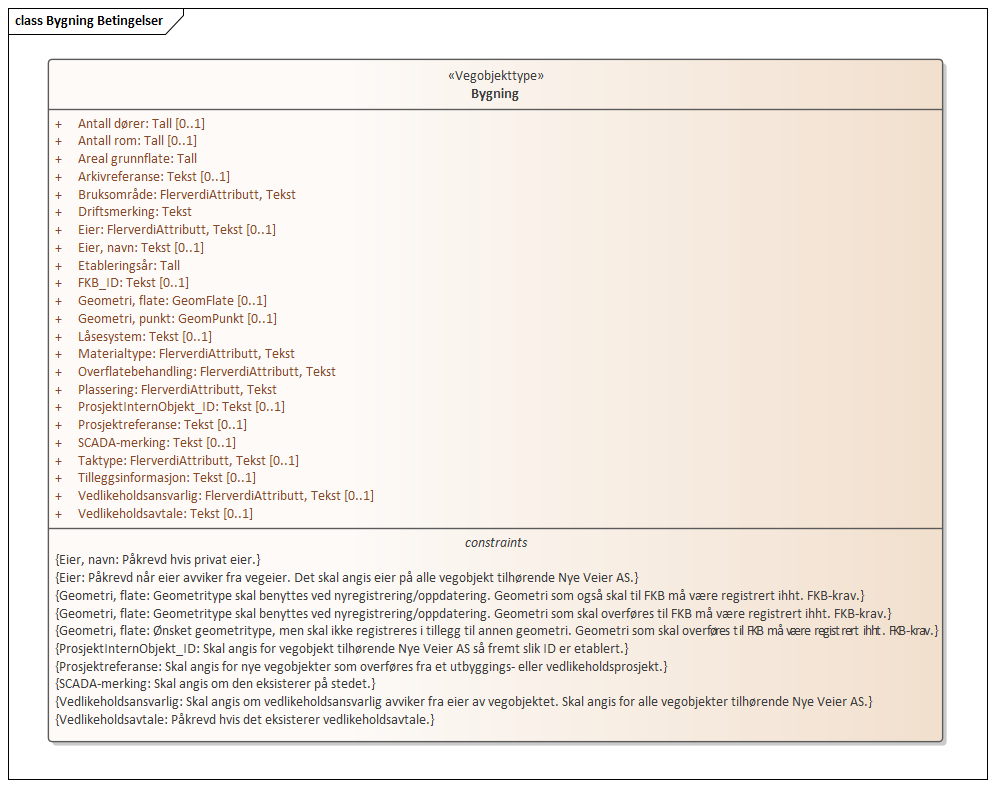 class Bygning Betingelser
«Vegobjekttype»
Bygning
+ Antall dører: Tall [0..1]
+ Antall rom: Tall [0..1]
+ Areal grunnflate: Tall
+ Arkivreferanse: Tekst [0..1]
+ Bruksområde: FlerverdiAttributt, Tekst
+ Driftsmerking: Tekst
+ Eier: FlerverdiAttributt, Tekst [0..1]
+ Eier, navn: Tekst [0..1]
+ Etableringsår: Tall
+ FKB_ID: Tekst [0..1]
+ Geometri, flate: GeomFlate [0..1]
+ Geometri, punkt: GeomPunkt [0..1]
+ Låsesystem: Tekst [0..1]
+ Materialtype: FlerverdiAttributt, Tekst
+ Overflatebehandling: FlerverdiAttributt, Tekst
+ Plassering: FlerverdiAttributt, Tekst
+ ProsjektInternObjekt_ID: Tekst [0..1]
+ Prosjektreferanse: Tekst [0..1]
+ SCADA-merking: Tekst [0..1]
+ Taktype: FlerverdiAttributt, Tekst [0..1]
+ Tilleggsinformasjon: Tekst [0..1]
+ Vedlikeholdsansvarlig: FlerverdiAttributt, Tekst [0..1]
+ Vedlikeholdsavtale: Tekst [0..1]
constraints
{Eier, navn: Påkrevd hvis privat eier.}
{Eier: Påkrevd når eier avviker fra vegeier. Det skal angis eier på alle vegobjekt tilhørende Nye Veier AS.}
{Geometri, flate: Geometritype skal benyttes ved nyregistrering/oppdatering. Geometri som også skal til FKB må være registrert ihht. FKB-krav.}
{Geometri, flate: Geometritype skal benyttes ved nyregistrering/oppdatering. Geometri som skal overføres til FKB må være registrert ihht. FKB-krav.}
{Geometri, flate: Ønsket geometritype, men skal ikke registreres i tillegg til annen geometri. Geometri som skal overføres til FKB må være registrert ihht. FKB-krav.}
{ProsjektInternObjekt_ID: Skal angis for vegobjekt tilhørende Nye Veier AS så fremt slik ID er etablert.}
{Prosjektreferanse: Skal angis for nye vegobjekter som overføres fra et utbyggings- eller vedlikeholdsprosjekt.}
{SCADA-merking: Skal angis om den eksisterer på stedet.}
{Vedlikeholdsansvarlig: Skal angis om vedlikeholdsansvarlig avviker fra eier av vegobjektet. Skal angis for alle vegobjekter tilhørende Nye Veier AS.}
{Vedlikeholdsavtale: Påkrevd hvis det eksisterer vedlikeholdsavtale.}